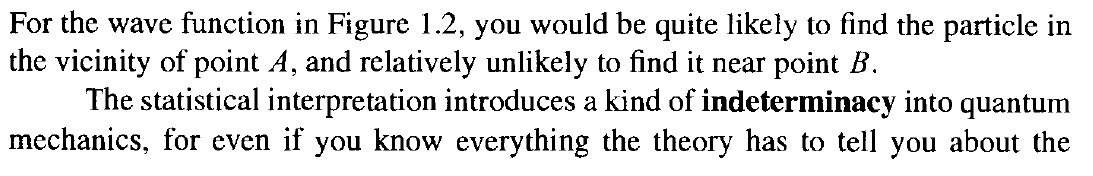 For the wave function in Figure 1.2, you would be quite likely to find the particle in
the vicinity of point A, and relatively unlikely to find it near point B.
The statistical interpretation introduces a kind of indeterminacy into quantum
mechanics, for even if you know everything the theory has to tell you about the